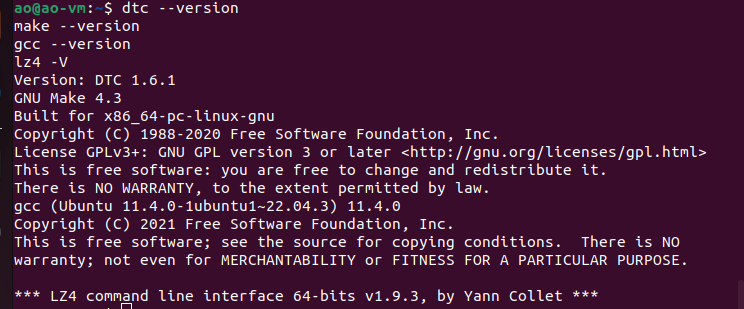 ao@ao-vm:~$ dtc --version
make --version
gcc --version
lz4 -V
Version: DTC 1.6.1
GNU Make 4.3
Built for x86_64-pc-linux-gnu
Copyright (C) 1988-2020 Free Software Foundation, Inc.
License GPLv3+: GNU GPL version 3 or later <http://gnu.org/licenses/gpl.html>
This is free software: you are free to change and redistribute it.
There is NO WARRANTY, to the extent permitted by law.
gcc (Ubuntu 11.4.0-1ubuntu1~22.04.3) 11.4.0
Copyright (C) 2021 Free Software Foundation, Inc.
This is free software; see the source for copying conditions.  There is NO
warranty; not even for MERCHANTABILITY or FITNESS FOR A PARTICULAR PURPOSE.

*** LZ4 command line interface 64-bits v1.9.3, by Yann Collet ***